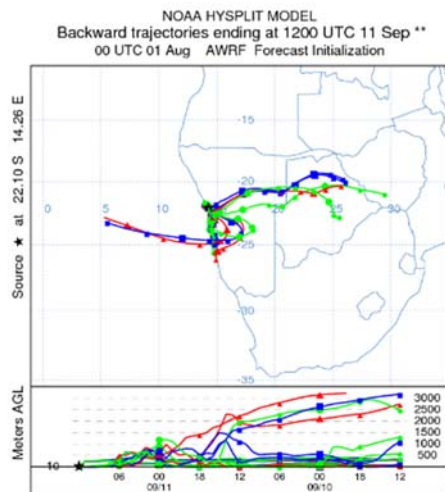 NOAA HYSPLIT MODEL
Backward trajectories ending at 1200 UTC 11 Sep **
00 UTC 01 Aug AWRF Forecast Initialization
Source ★ at 22.10 S 14.26 E
-15
0 5 10 -20 20 25 30
-25
-30
-35
Meters AGL
10
3000
2500
2000
1500
1000
500
06 00 18 12 06 00 18 12
09/11 09/10